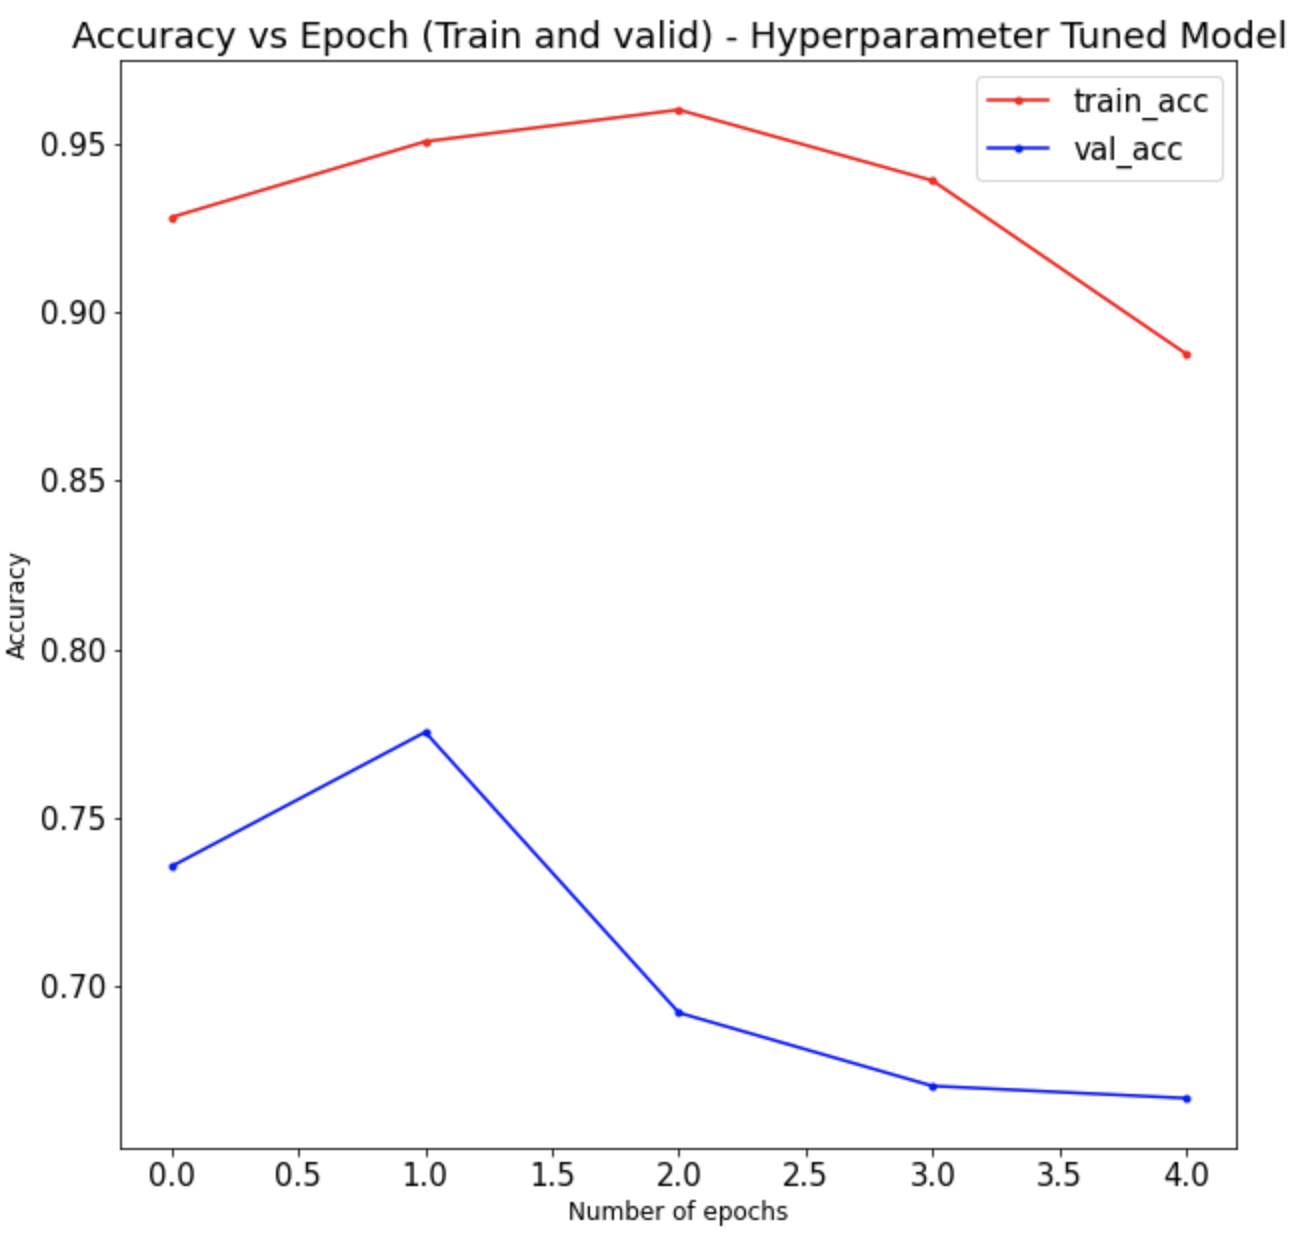 Accuracy vs Epoch (Train and valid) - Hyperparameter Tuned Model
train_acc
val_acc
0.95
0.90
0.85
0.80
0.75
0.70
Accuracy
0.0 0.5 1.0 1.5 2.0 2.5 3.0 3.5 4.0
Number of epochs